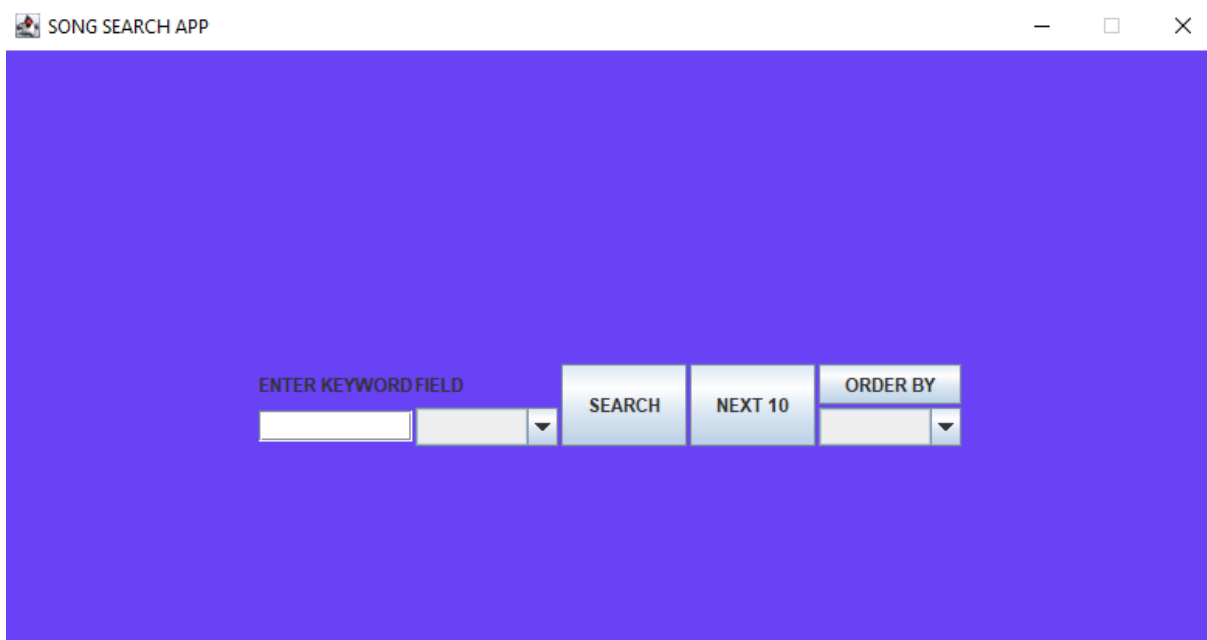 SONG SEARCH APP
ENTER KEYWORD FIELD
SEARCH
NEXT 10
ORDER BY